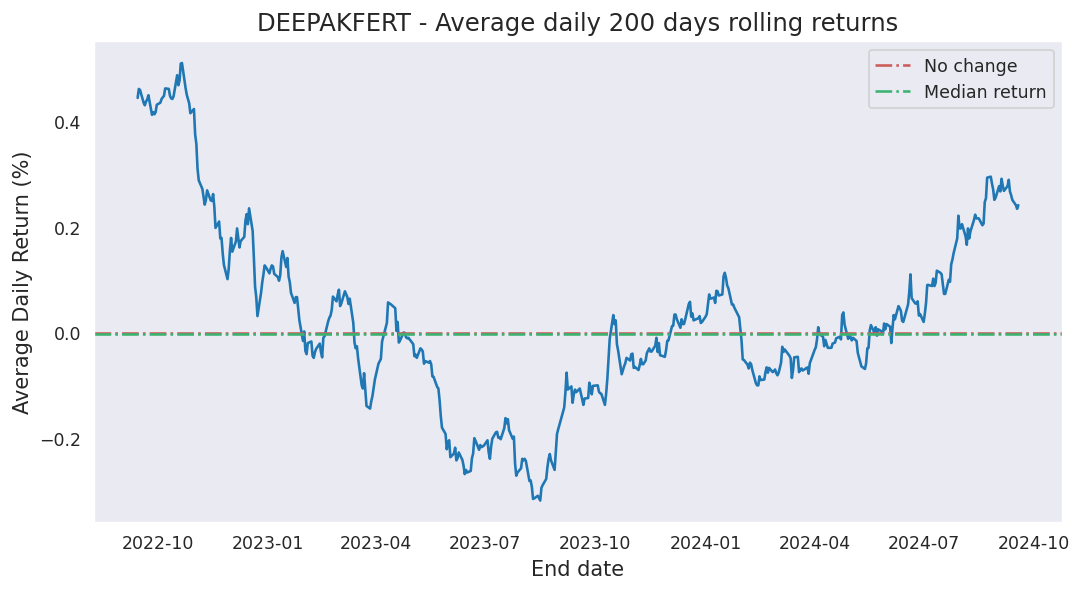 DEEPAKFERT - Average daily 200 days rolling returns
No change
Median return
Average Daily Return (%)
0.4
0.2
0.0
−0.2
2022-10 2023-01 2023-04 2023-07 2023-10 2024-01 2024-04 2024-07 2024-10
End date